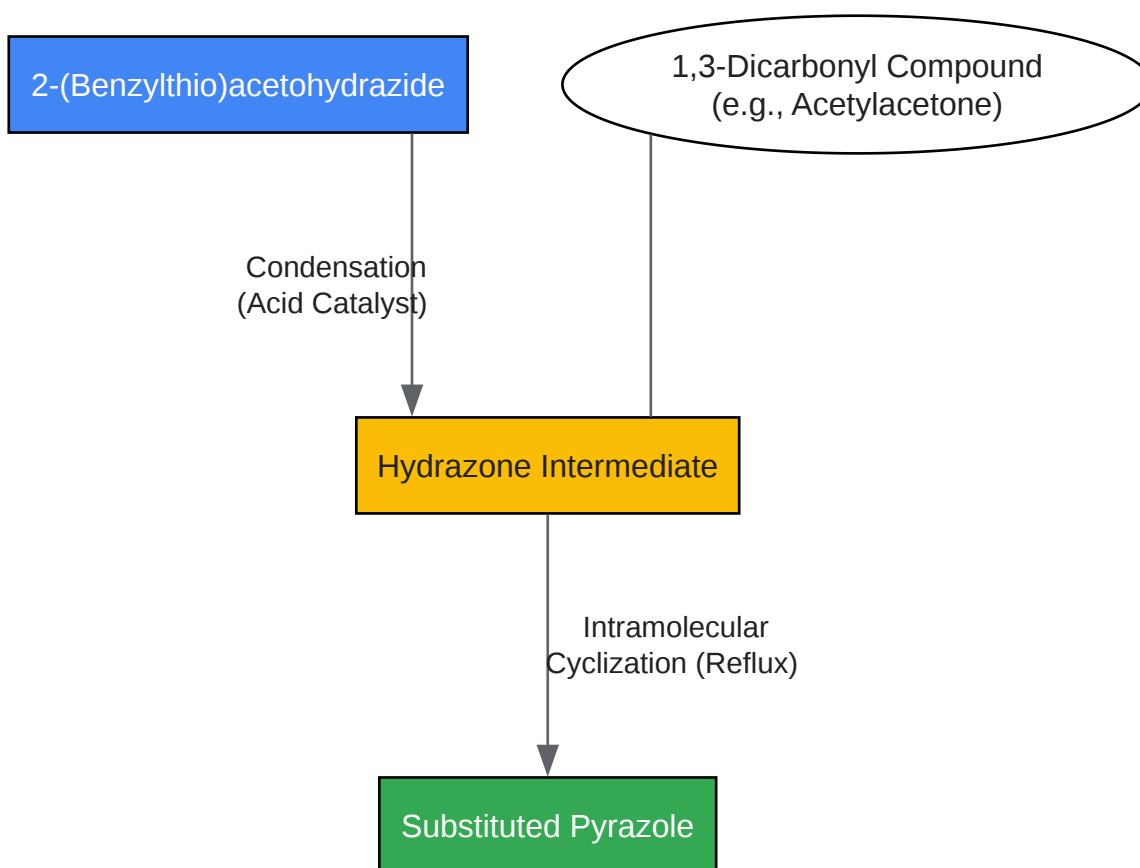 2-(Benzylthio)acetohydrazide
1,3-Dicarbonyl Compound
(e.g., Acetylacetone)
Condensation
(Acid Catalyst)
Hydrazone Intermediate
Intramolecular
Cyclization (Reflux)
Substituted Pyrazole